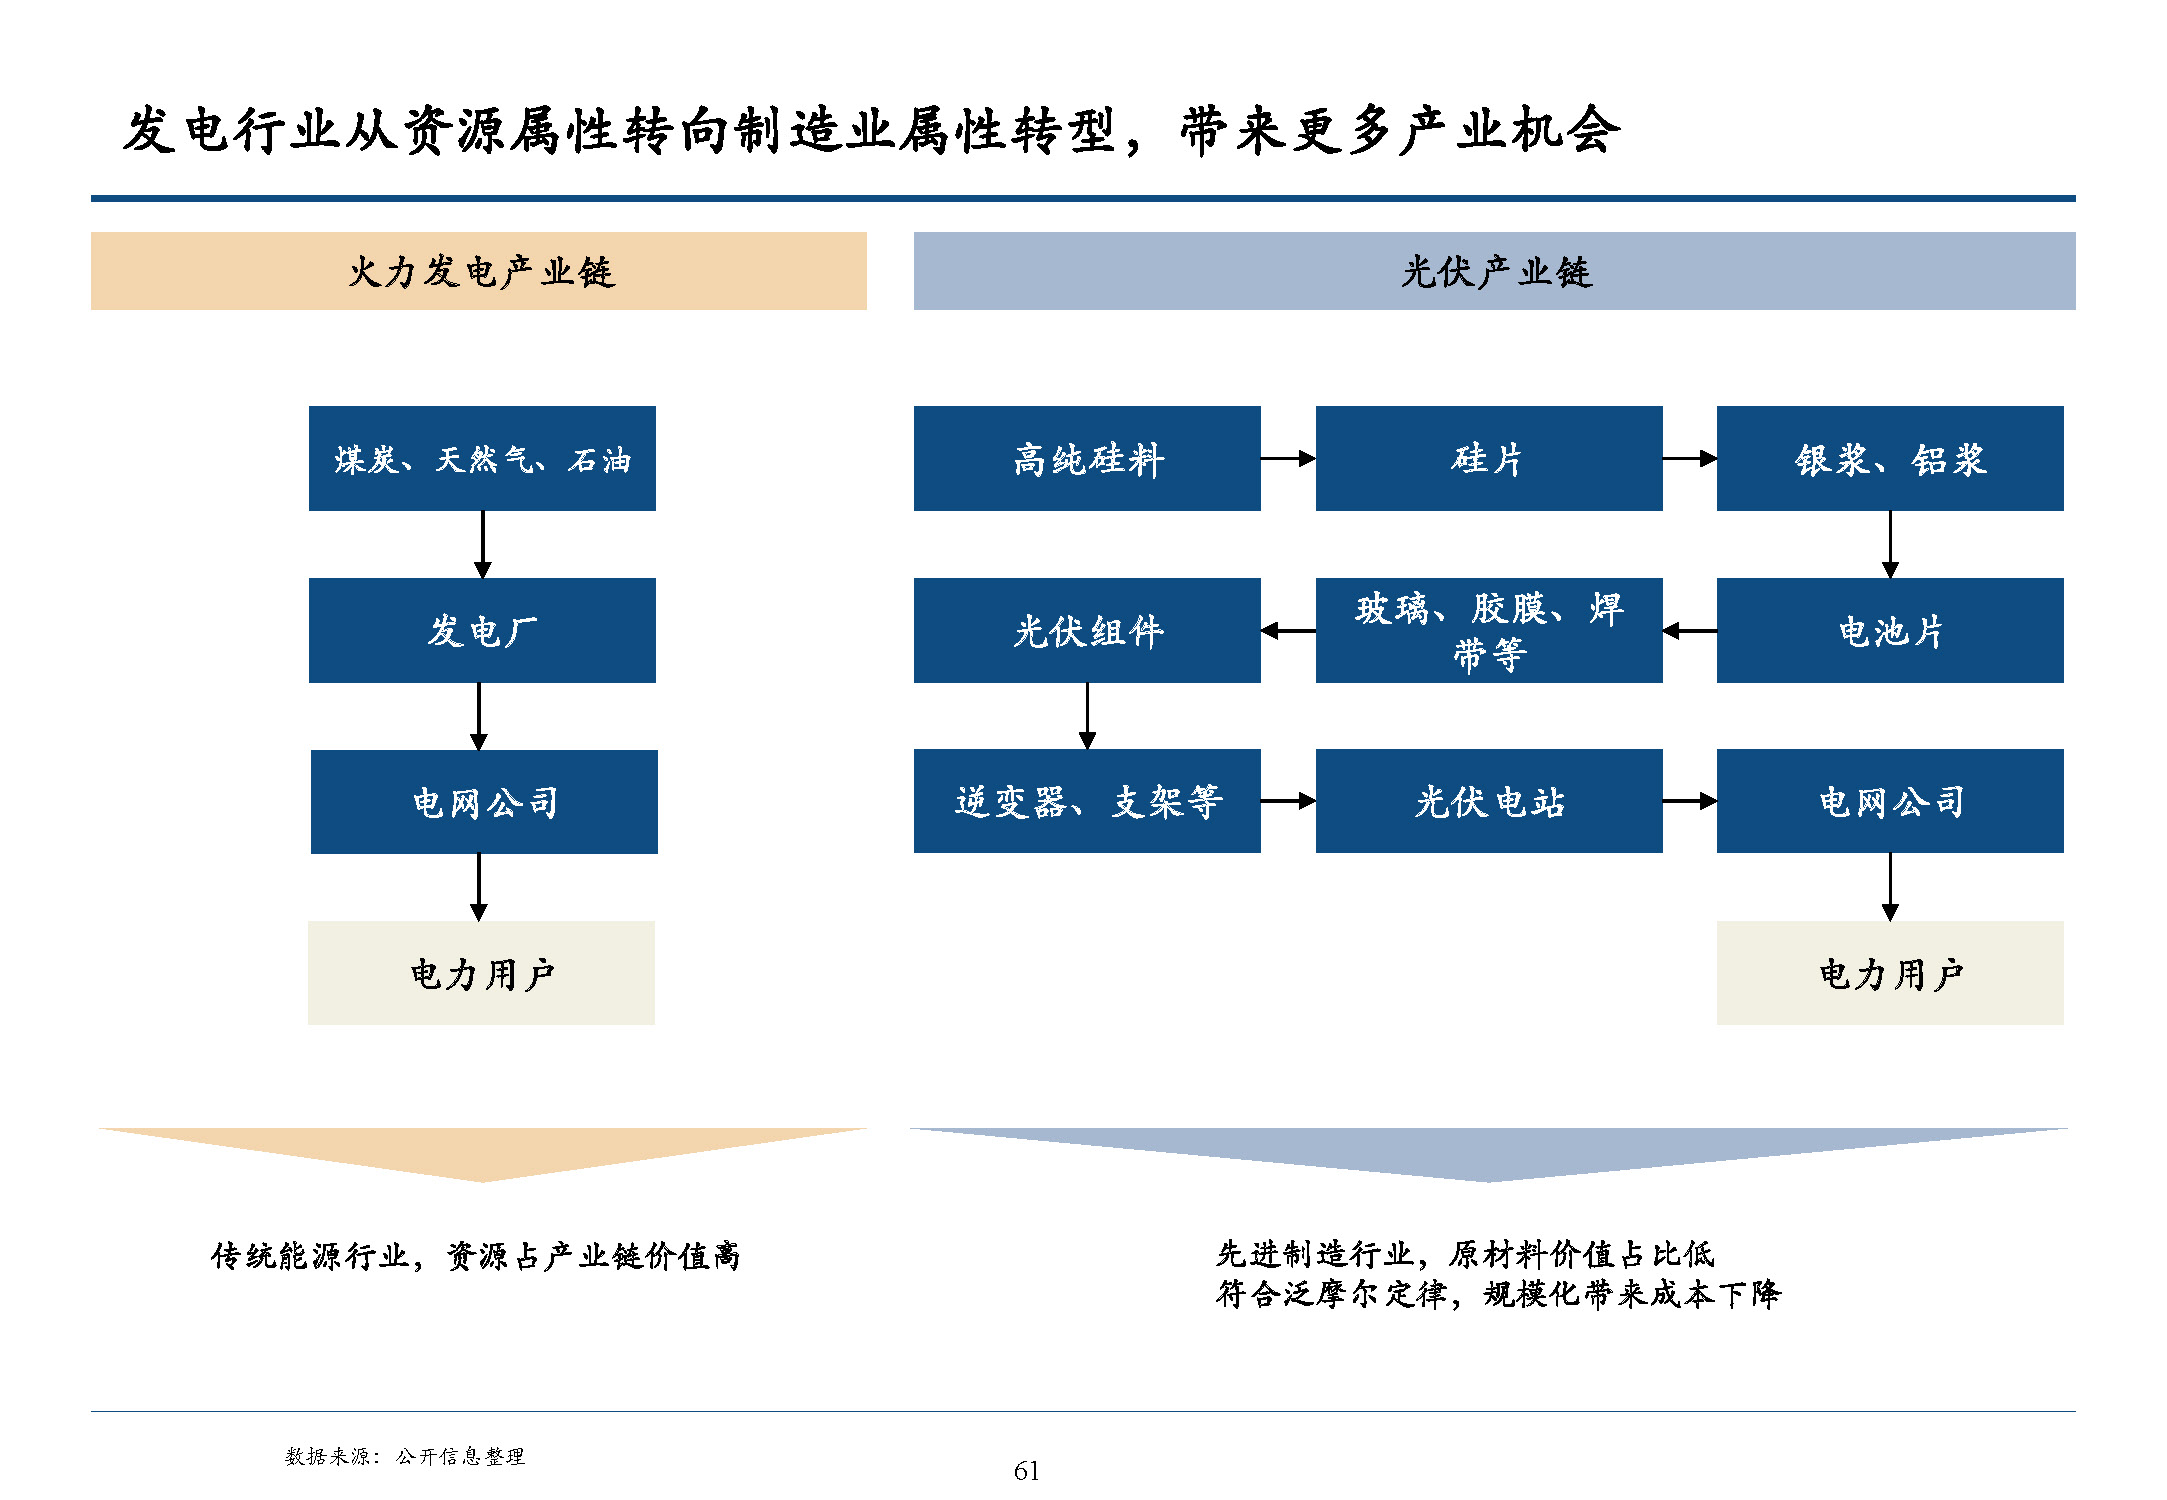 发电行业从资源属性转向制造业属性转型，带来更多产业机会
火力发电产业链
煤炭、天然气、石油
发电厂
电网公司
电力用户
传统能源行业，资源占产业链价值高
光伏产业链
高纯硅料
硅片
银浆、铝浆
电池片
玻璃、胶膜、焊
带等
光伏组件
逆变器、支架等
光伏电站
电网公司
电力用户
先进制造行业，原材料价值占比低
符合泛摩尔定律，规模化带来成本下降
数据来源：公开信息整理
61